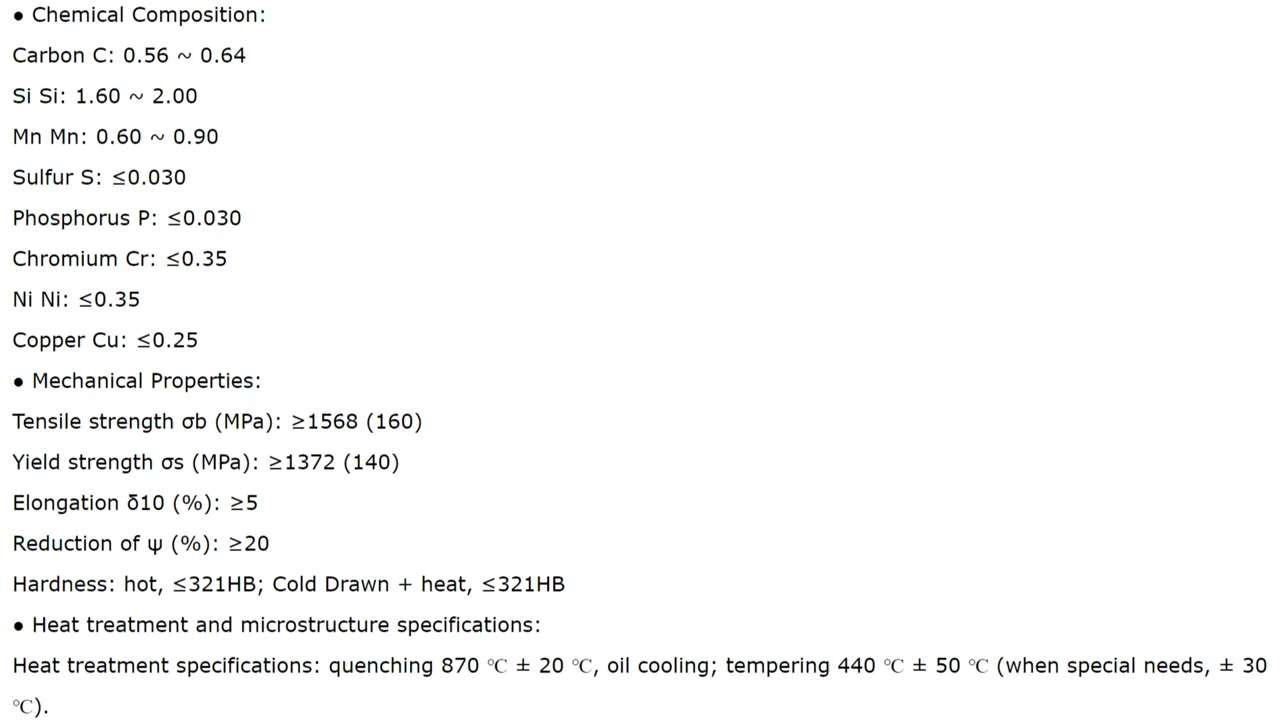 ● Chemical Composition:
Carbon C: 0.56 ~ 0.64
Si Si: 1.60 ~ 2.00
Mn Mn: 0.60 ~ 0.90
Sulfur S: ≤0.030
Phosphorus P: ≤0.030
Chromium Cr: ≤0.35
Ni Ni: ≤0.35
Copper Cu: ≤0.25
● Mechanical Properties:
Tensile strength σb (MPa): ≥1568 (160)
Yield strength σs (MPa): ≥1372 (140)
Elongation δ10 (%): ≥5
Reduction of ψ (%): ≥20
Hardness: hot, ≤321HB; Cold Drawn + heat, ≤321HB
● Heat treatment and microstructure specifications:
Heat treatment specifications: quenching 870 ℃ ± 20 ℃, oil cooling; tempering 440 ℃ ± 50 ℃ (when special needs, ± 30
℃).